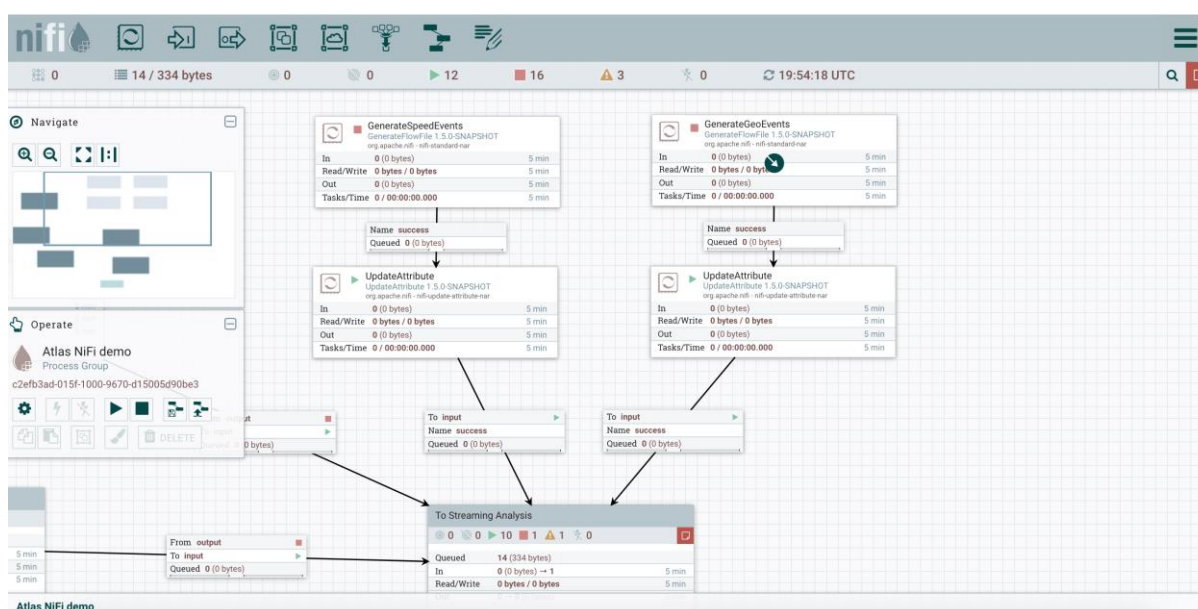 nifi
0 14 / 334 bytes 0 0 12 16 3 0 19:54:18 UTC
Navigate
Operate
Atlas NiFi demo
Process Group
c2efb3ad-015f-1000-9670-d15005d90be3
DELETE
GenerateSpeedEvents
GenerateFlowFile 1.5.0-SNAPSHOT
org.apache.nifi - nifi-standard-nar
In 0 (0 bytes) 5 min
Read/Write 0 bytes / 0 bytes 5 min
Out 0 (0 bytes) 5 min
Tasks/Time 0 / 00:00:00.000 5 min
Name success
Queued 0 (0 bytes)
UpdateAttribute
UpdateAttribute 1.5.0-SNAPSHOT
org.apache.nifi - nifi-update-attribute-nar
In 0 (0 bytes) 5 min
Read/Write 0 bytes / 0 bytes 5 min
Out 0 (0 bytes) 5 min
Tasks/Time 0 / 00:00:00.000 5 min
To input
Name success
Queued 0 (0 bytes)
GenerateGeoEvents
GenerateFlowFile 1.5.0-SNAPSHOT
org.apache.nifi - nifi-standard-nar
In 0 (0 bytes) 5 min
Read/Write 0 bytes / 0 5 min
Out 0 (0 bytes) 5 min
Tasks/Time 0 / 00:00:00.000 5 min
Name success
Queued 0 (0 bytes)
UpdateAttribute
UpdateAttribute 1.5.0-SNAPSHOT
org.apache.nifi - nifi-update-attribute-nar
In 0 (0 bytes) 5 min
Read/Write 0 bytes / 0 bytes 5 min
Out 0 (0 bytes) 5 min
Tasks/Time 0 / 00:00:00.000 5 min
To input
Name success
Queued 0 (0 bytes)
0 bytes)
5 min
5 min
5 min
From output
To input
Queued 0 (0 bytes)
To Streaming Analysis
0 0 10 1 1 0
Queued 14 (334 bytes)
In 0 (0 bytes) → 1 5 min
Read/Write 0 bytes / 0 bytes 5 min
Atlas NiFi demo